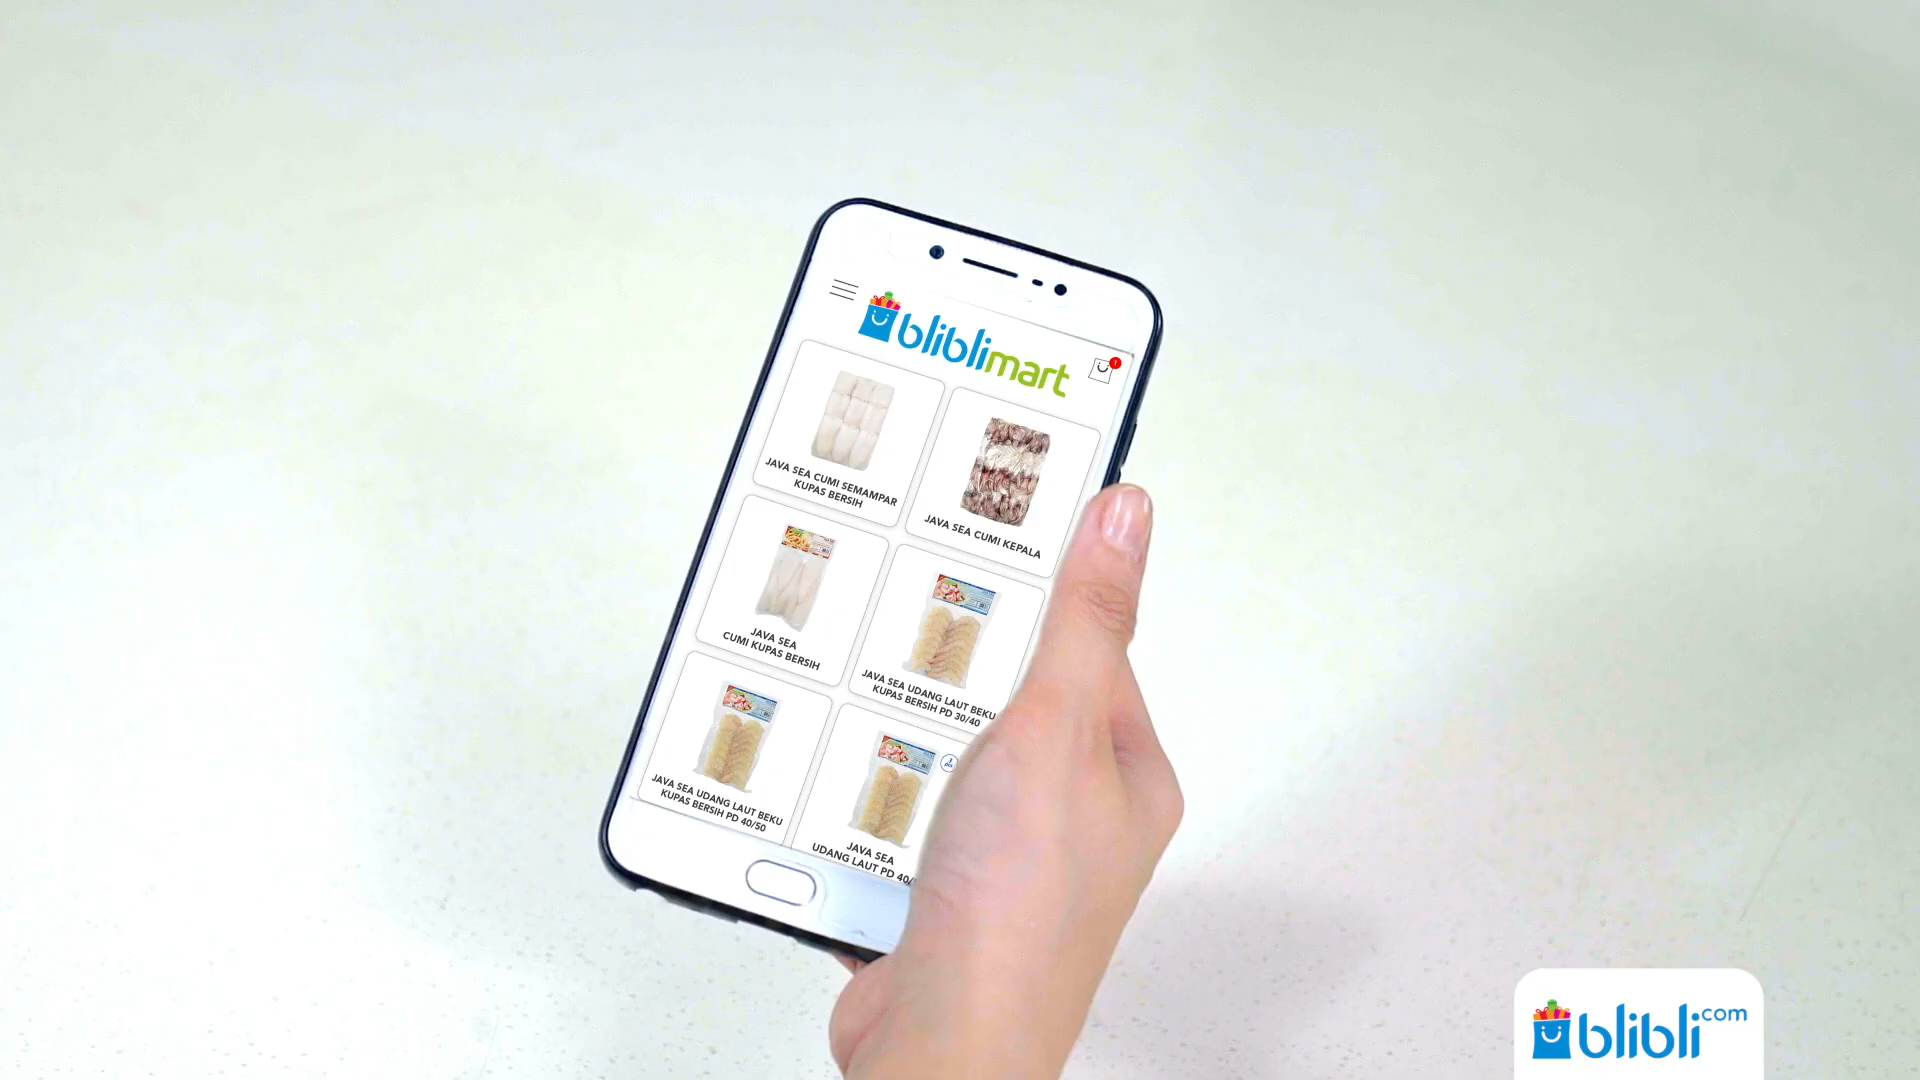 bliblimart
JAVA SEA CUMI SEMAMPAR
KUPAS BERSIH
JAVA SEA CUMI KEPALA
JAVA SEA
CUMI KUPAS BERSIH
JAVA SEA UDANG LAUT BEKU
KUPAS BERSIH PD 30/40
JAVA SEA UDANG LAUT BEKU
KUPAS BERSIH PD 40/50
JAVA SEA
UDANG LAUT PD 40/
blibli.com